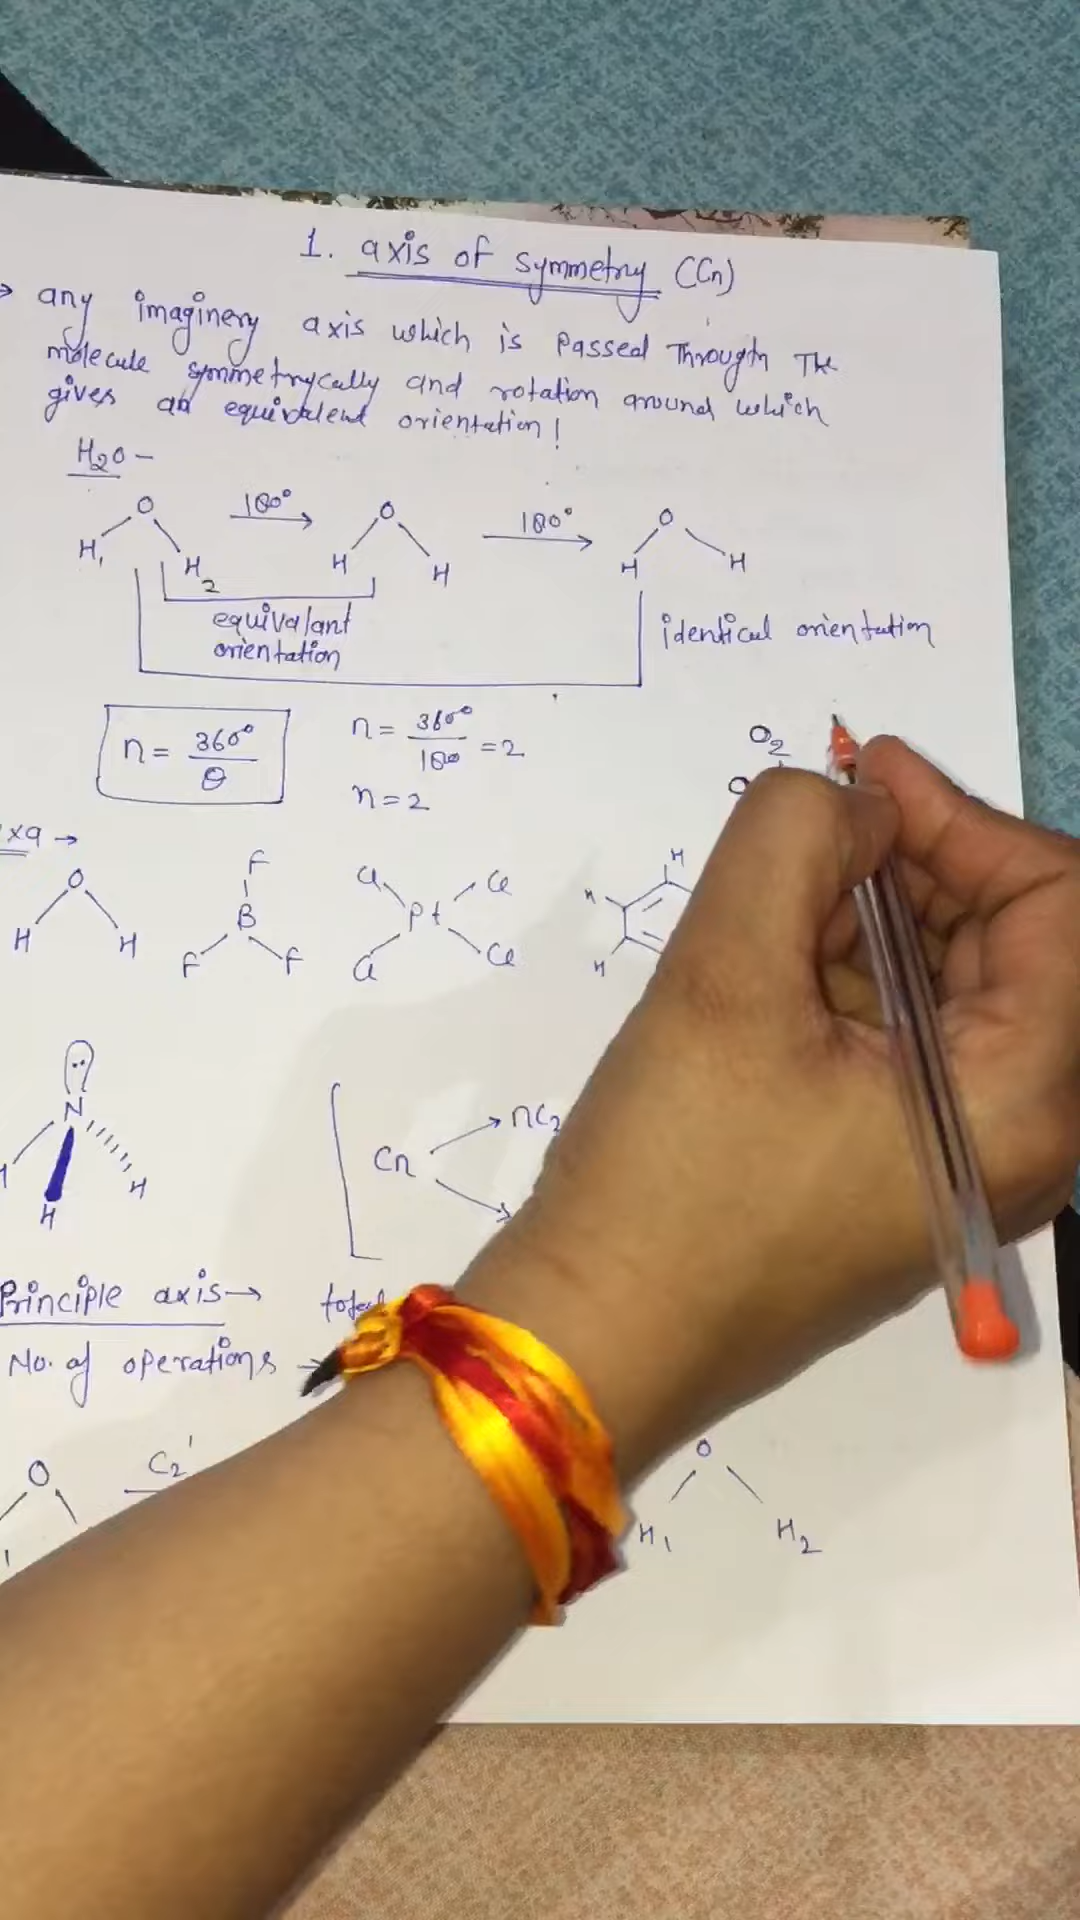 1. axis of symmetry (Cn)
→ any imaginery axis which is passed Through The
molecule symmetrycally and rotation around which
gives an equivalend orientation!
H2O –
O 180° O 180° O
H1 H2 H H H H
equivalant
orientation
identical orientation
n = 360°/θ n = 360°/180 = 2
n = 2
O2
O
xa →
O F Cl Cl H
B Pt H
H H F F Cl Cl H
N
H H H
Cn nC2
Principle axis →
No. of operations →
O C2' O
H1 H2